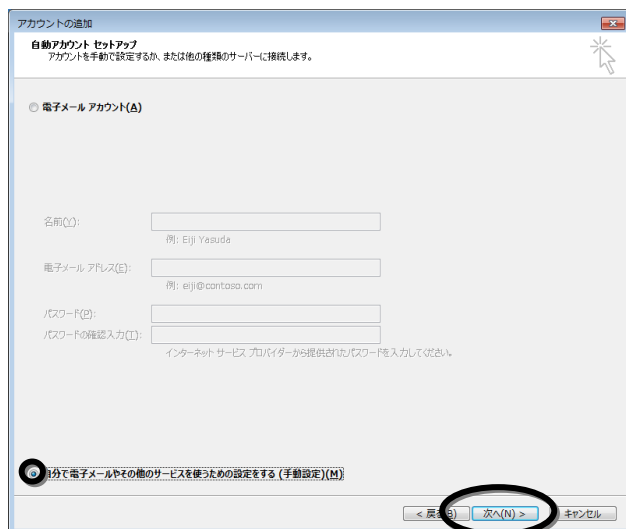 アカウントの追加
自動アカウント セットアップ
アカウントを手動で設定するか、または他の種類のサーバーに接続します。
電子メール アカウント(A)
名前(Y):
例: Eiji Yasuda
電子メール アドレス(E):
例: eiji@contoso.com
パスワード(P):
パスワードの確認入力(T):
インターネット サービス プロバイダーから提供されたパスワードを入力してください。
自分で電子メールやその他のサービスを使うための設定をする (手動設定)(M)
< 戻る(B) 次へ(N) > キャンセル